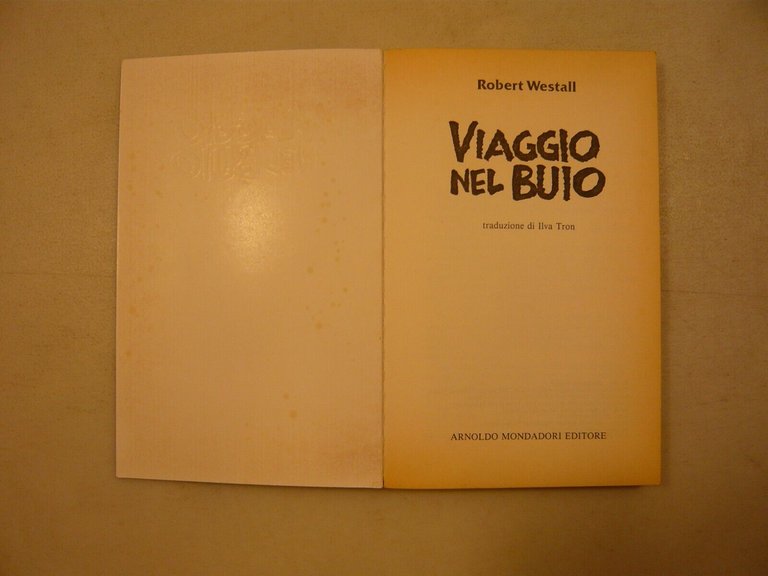 Robert Westall
VIAGGIO
NEL BUIO
traduzione di Ilva Tron
ARNOLDO MONDADORI EDITORE